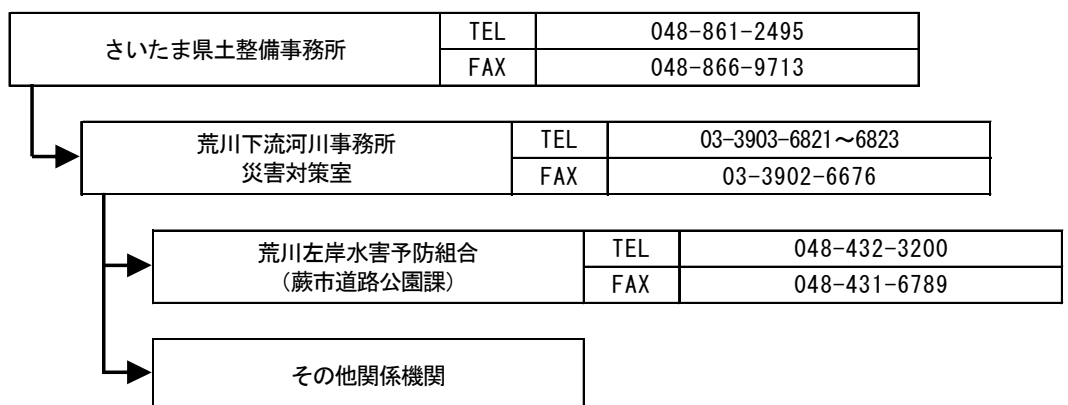 さいたま県土整備事務所 TEL 048-861-2495
FAX 048-866-9713
荒川下流河川事務所
災害対策室
TEL 03-3903-6821～6823
FAX 03-3902-6676
荒川左岸水害予防組合
（蕨市道路公園課）
TEL 048-432-3200
FAX 048-431-6789
その他関係機関